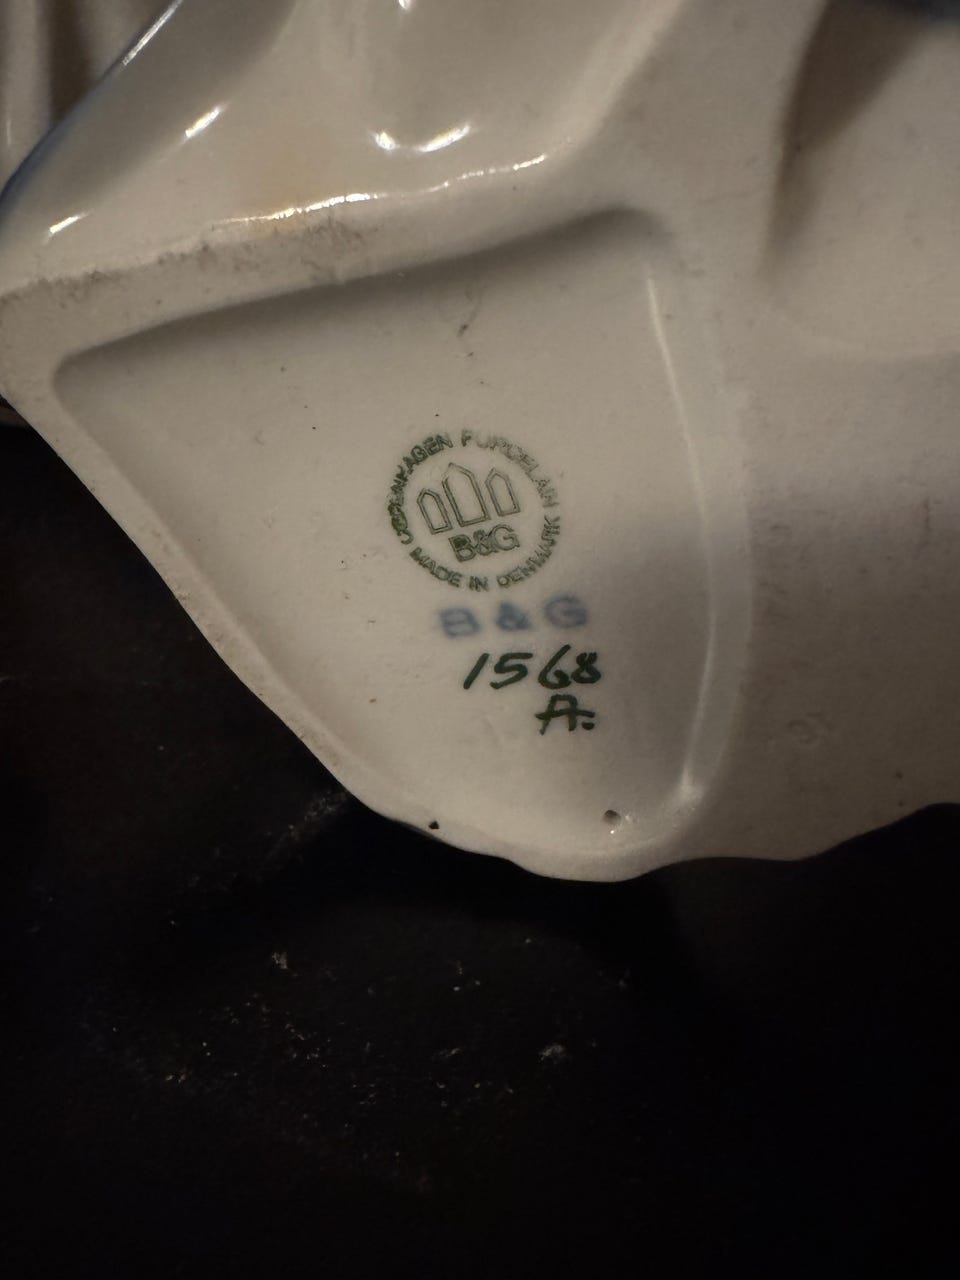 COPENHAGEN PORCELAIN
B&G
MADE IN DENMARK
B & G
1568
A.